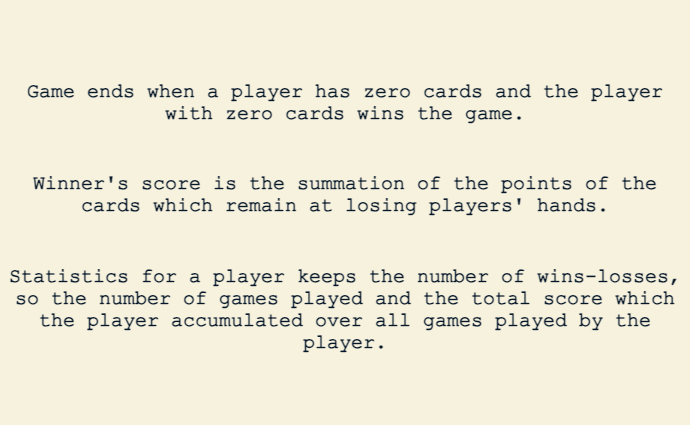 Game ends when a player has zero cards and the player
with zero cards wins the game.
Winner's score is the summation of the points of the
cards which remain at losing players' hands.
Statistics for a player keeps the number of wins-losses,
so the number of games played and the total score which
the player accumulated over all games played by the
player.